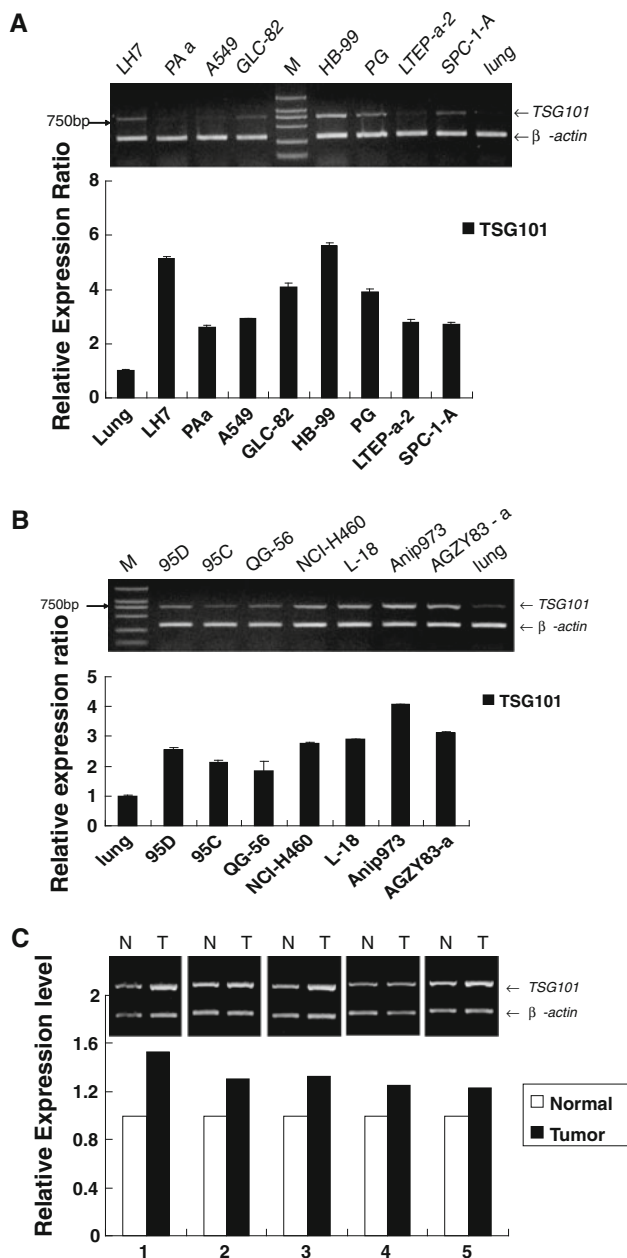 A
LH7 PA a A549 GLC-82 M HB-99 PG LTEP-a-2 SPC-1-A lung
750bp
← TSG101
← β -actin
Relative Expression Ratio
8
6
4
2
0
TSG101
Lung LH7 PAa A549 GLC-82 HB-99 PG LTEP-a-2 SPC-1-A
B
M 95D 95C QG-56 NCI-H460 L-18 Anip973 AGZY83 - a lung
750bp
← TSG101
← β -actin
Relative expression ratio
5
4
3
2
1
0
TSG101
lung 95D 95C QG-56 NCI-H460 L-18 Anip973 AGZY83-a
C
N T N T N T N T N T
← TSG101
← β -actin
Relative Expression level
2
1.6
1.2
0.8
0.4
0
Normal
Tumor
1 2 3 4 5